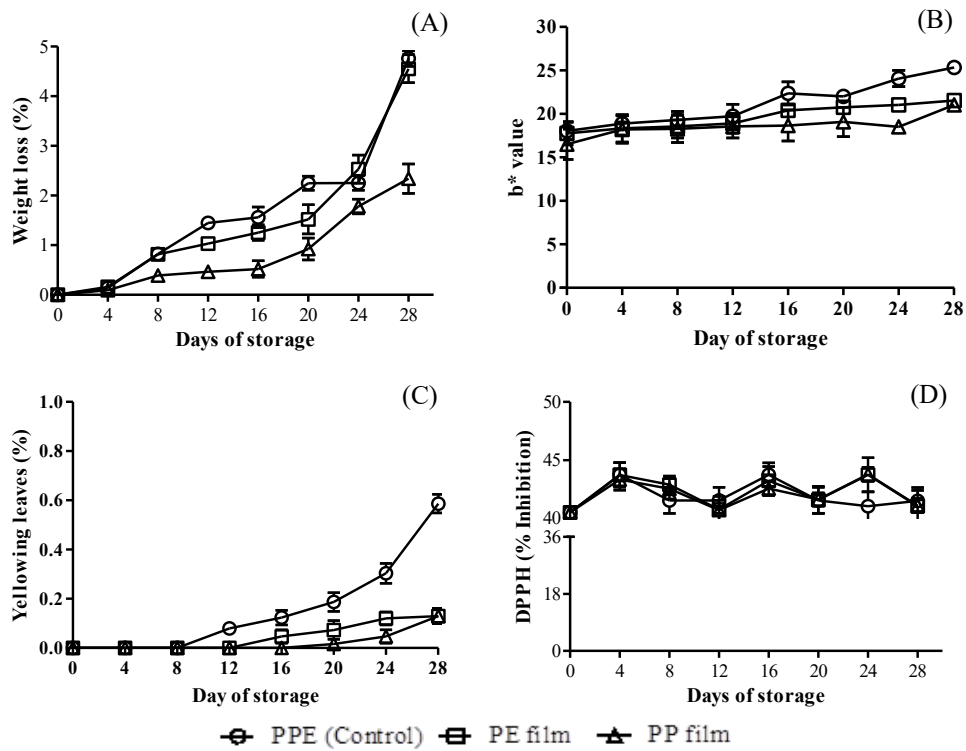 (A)
Weight loss (%)
5
4
3
2
1
0
0 4 8 12 16 20 24 28
Days of storage
(B)
b* value
30
25
20
15
10
5
0
0 4 8 12 16 20 24 28
Day of storage
(C)
Yellowing leaves (%)
1.0
0.8
0.6
0.4
0.2
0.0
0 4 8 12 16 20 24 28
Day of storage
(D)
DPPH (% Inhibition)
50
45
40
36
18
0
0 4 8 12 16 20 24 28
Days of storage
PPE (Control) PE film PP film